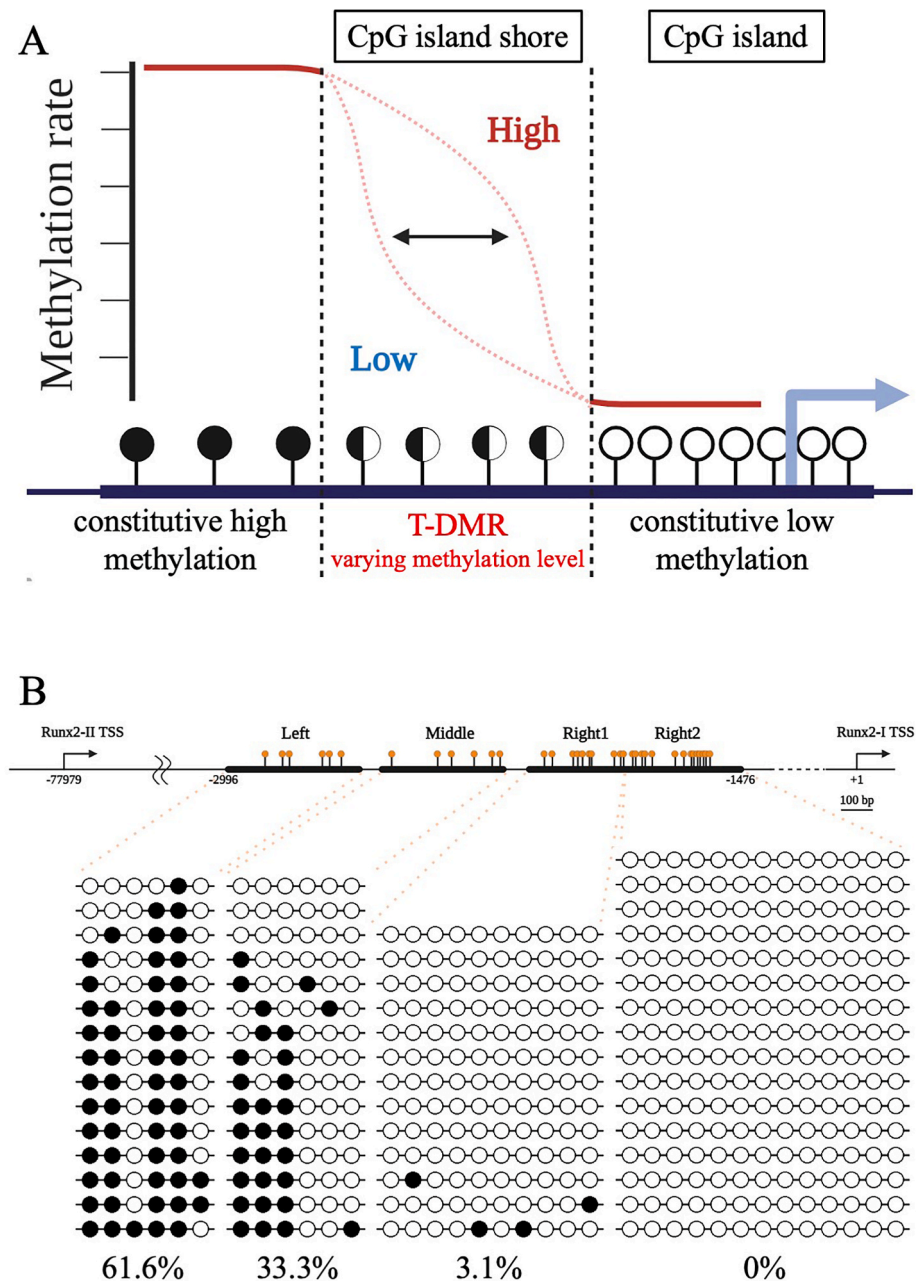 A
CpG island shore
CpG island
Methylation rate
High
Low
constitutive high
methylation
T-DMR
varying methylation level
constitutive low
methylation
B
Runx2-II TSS
Left
Middle
Right1
Right2
Runx2-I TSS
-77979
-2996
-1476
+1
100 bp
61.6%
33.3%
3.1%
0%